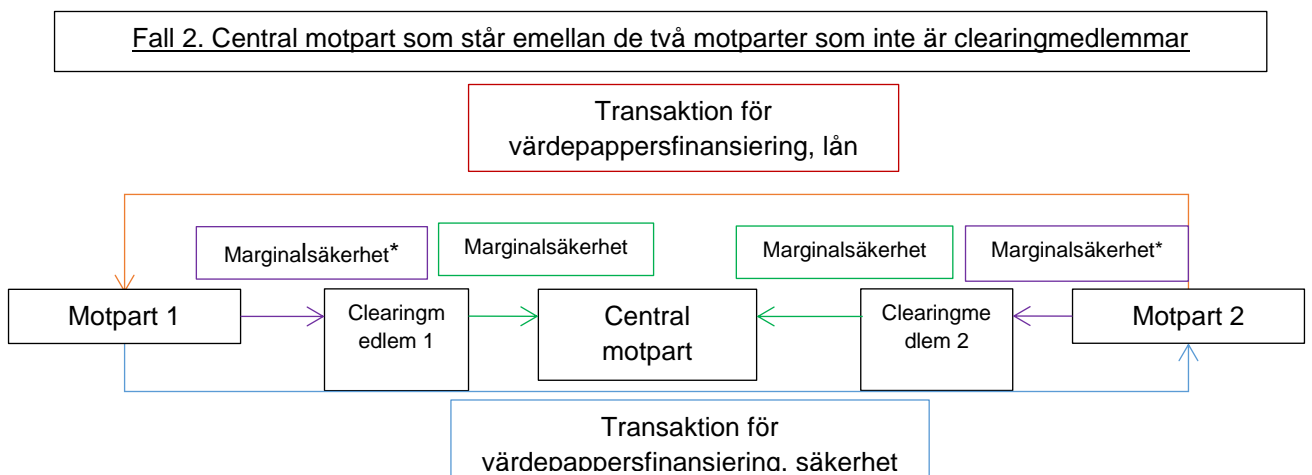 Fall 2. Central motpart som står emellan de två motparter som inte är clearingmedlemmar
Transaktion för
värdepappersfinansiering, lån
Marginalsäkerhet*
Marginalsäkerhet
Marginalsäkerhet
Marginalsäkerhet*
Motpart 1
Clearingm
edlem 1
Central
motpart
Clearingme
dlem 2
Motpart 2
Transaktion för
värdepappersfinansiering, säkerhet